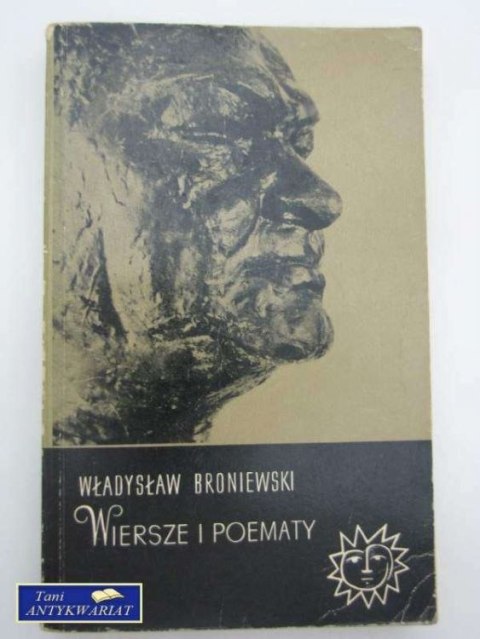 WŁADYSŁAW BRONIEWSKI
WIERSZE I POEMATY
Tani
ANTYKWARIAT